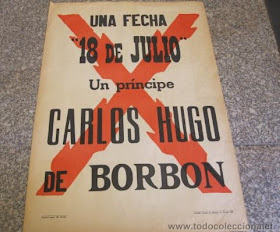 UNA FECHA
"18 DE JULIO"
Un príncipe
CARLOS HUGO
DE BORBON
www.todocoleccion.net